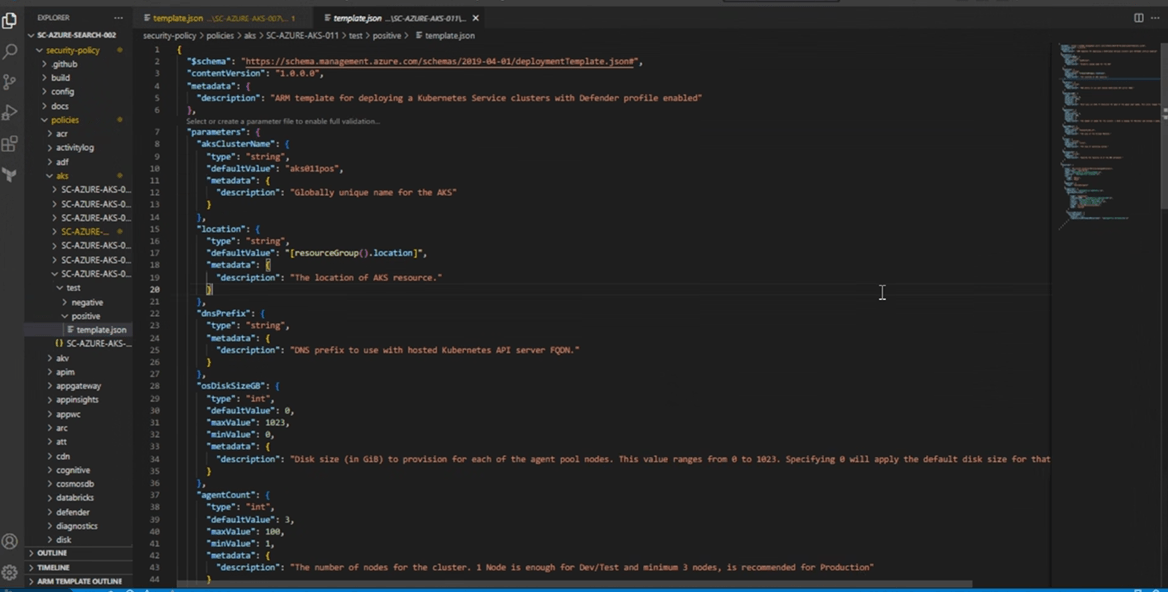 EXPLORER
SC-AZURE-SEARCH-002
security-policy
.github
build
config
docs
policies
acr
activitylog
adf
aks
SC-AZURE-AKS-0...
SC-AZURE-AKS-0...
SC-AZURE-AKS-0...
SC-AZURE-...
SC-AZURE-AKS-0...
SC-AZURE-AKS-0...
SC-AZURE-AKS-0...
test
negative
positive
template.json
{} SC-AZURE-AKS-...
akv
apim
appgateway
appinsights
appwc
arc
att
cdn
cognitive
cosmosdb
databricks
defender
diagnostics
disk
OUTLINE
TIMELINE
ARM TEMPLATE OUTLINE
template.json ...\SC-AZURE-AKS-007\... 1
template.json ...\SC-AZURE-AKS-011\...
security-policy > policies > aks > SC-AZURE-AKS-011 > test > positive > template.json
1 {
2 "$schema": "https://schema.management.azure.com/schemas/2019-04-01/deploymentTemplate.json#",
3 "contentVersion": "1.0.0.0",
4 "metadata": {
5 "description": "ARM template for deploying a Kubernetes Service clusters with Defender profile enabled"
6 },
Select or create a parameter file to enable full validation...
7 "parameters": {
8 "aksClusterName": {
9 "type": "string",
10 "defaultValue": "aks011pos",
11 "metadata": {
12 "description": "Globally unique name for the AKS"
13 }
14 },
15 "location": {
16 "type": "string",
17 "defaultValue": "[resourceGroup().location]",
18 "metadata": {
19 "description": "The location of AKS resource."
20 }
21 },
22 "dnsPrefix": {
23 "type": "string",
24 "metadata": {
25 "description": "DNS prefix to use with hosted Kubernetes API server FQDN."
26 }
27 },
28 "osDiskSizeGB": {
29 "type": "int",
30 "defaultValue": 0,
31 "maxValue": 1023,
32 "minValue": 0,
33 "metadata": {
34 "description": "Disk size (in GiB) to provision for each of the agent pool nodes. This value ranges from 0 to 1023. Specifying 0 will apply the default disk size for that
35 }
36 },
37 "agentCount": {
38 "type": "int",
39 "defaultValue": 3,
40 "maxValue": 100,
41 "minValue": 1,
42 "metadata": {
43 "description": "The number of nodes for the cluster. 1 Node is enough for Dev/Test and minimum 3 nodes, is recommended for Production"
44 }